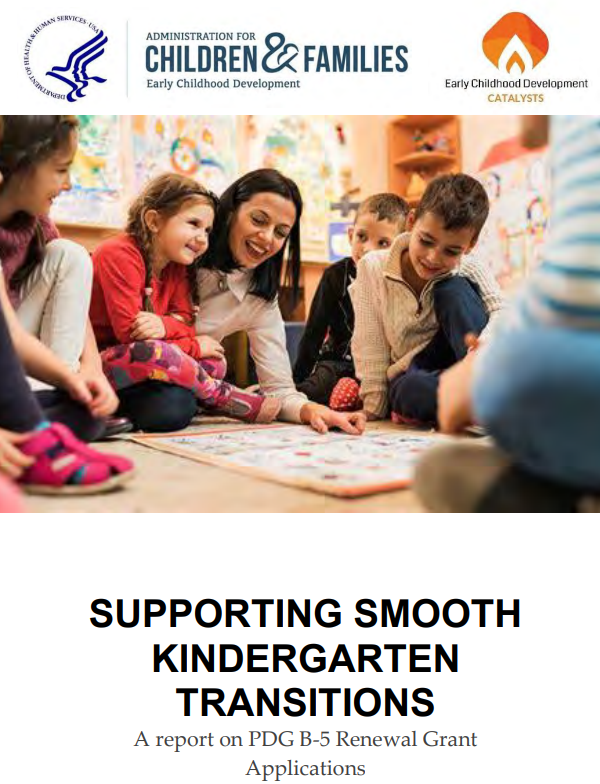 DEPARTMENT OF HEALTH & HUMAN SERVICES · USA
ADMINISTRATION FOR
CHILDREN & FAMILIES
Early Childhood Development
Early Childhood Development
CATALYSTS
SUPPORTING SMOOTH
KINDERGARTEN
TRANSITIONS
A report on PDG B-5 Renewal Grant
Applications